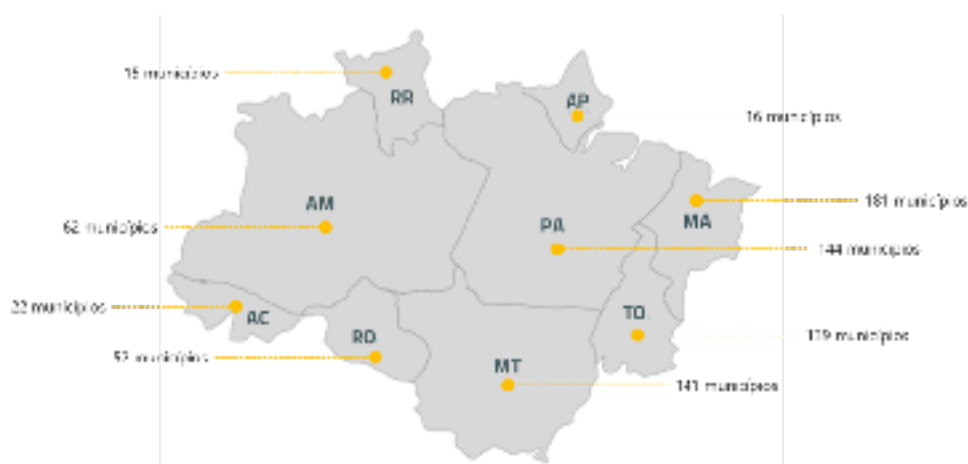 15 municípios
RR
AP
16 municípios
AM
181 municípios
MA
62 municípios
PA
144 municípios
22 municípios
AC
TO
RO
139 municípios
52 municípios
MT
141 municípios